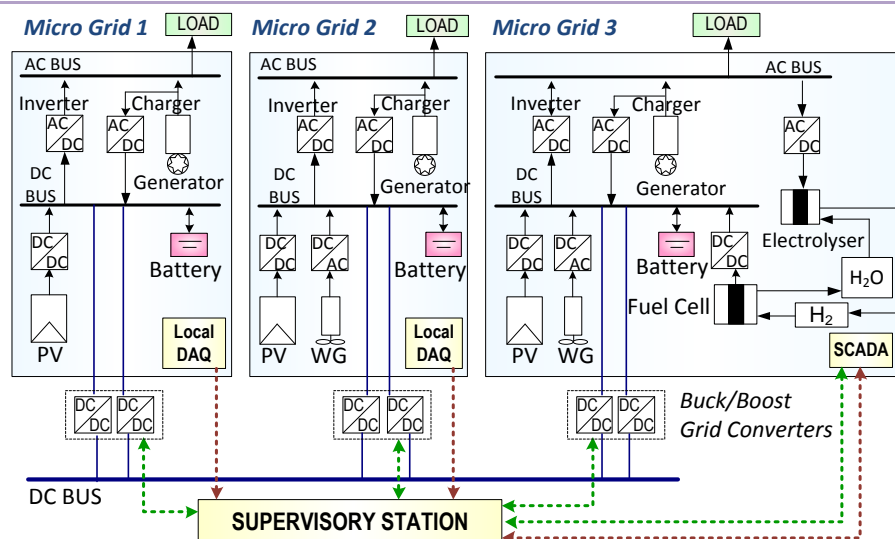 Micro Grid 1
LOAD
Micro Grid 2
LOAD
Micro Grid 3
LOAD
AC BUS
Inverter
Charger
AC
DC
AC
DC
Generator
DC
BUS
DC
DC
Battery
PV
Local
DAQ
AC BUS
Inverter
Charger
AC
DC
AC
DC
Generator
DC
BUS
DC
DC
DC
AC
Battery
PV
WG
Local
DAQ
AC BUS
Inverter
Charger
AC
DC
AC
DC
AC
DC
Generator
DC
BUS
DC
DC
DC
AC
Battery
DC
DC
Electrolyser
Fuel Cell
H₂O
H₂
PV
WG
SCADA
DC
DC
DC
DC
DC
DC
DC
DC
DC
DC
DC
DC
Buck/Boost
Grid Converters
DC BUS
SUPERVISORY STATION